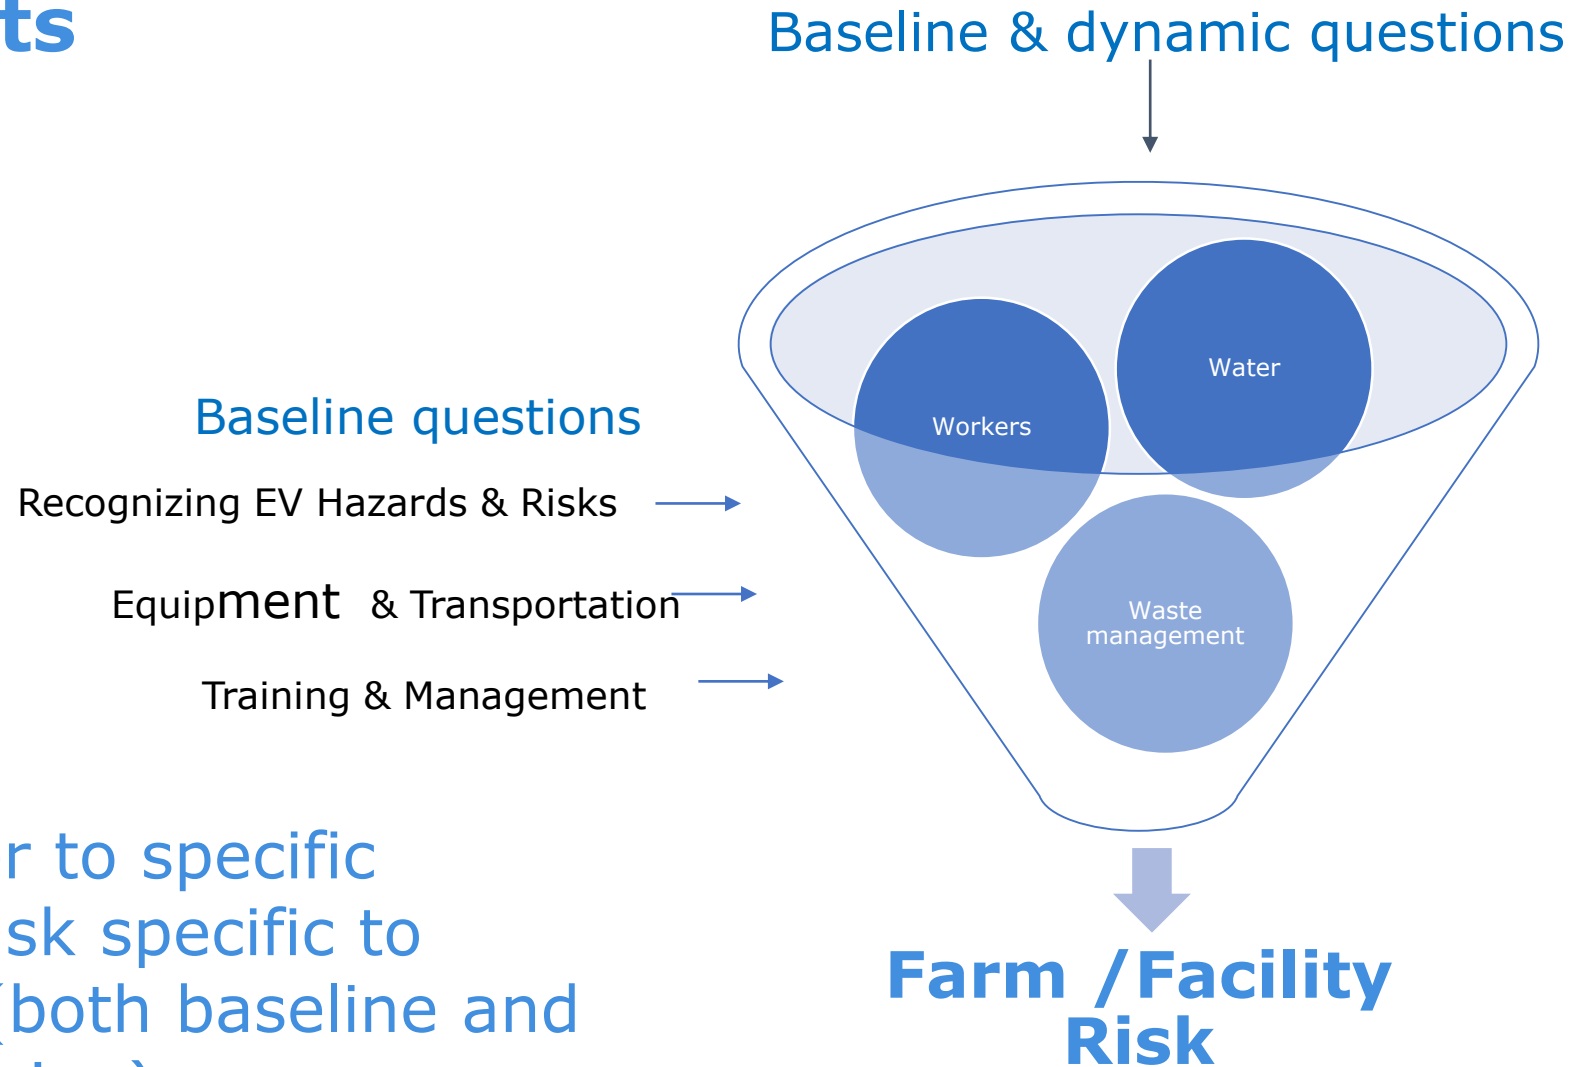 ts
Baseline & dynamic questions
Water
Workers
Baseline questions
Recognizing EV Hazards & Risks
Equipment & Transportation
Training & Management
Waste
management
r to specific
sk specific to
(both baseline and
Farm /Facility
Risk